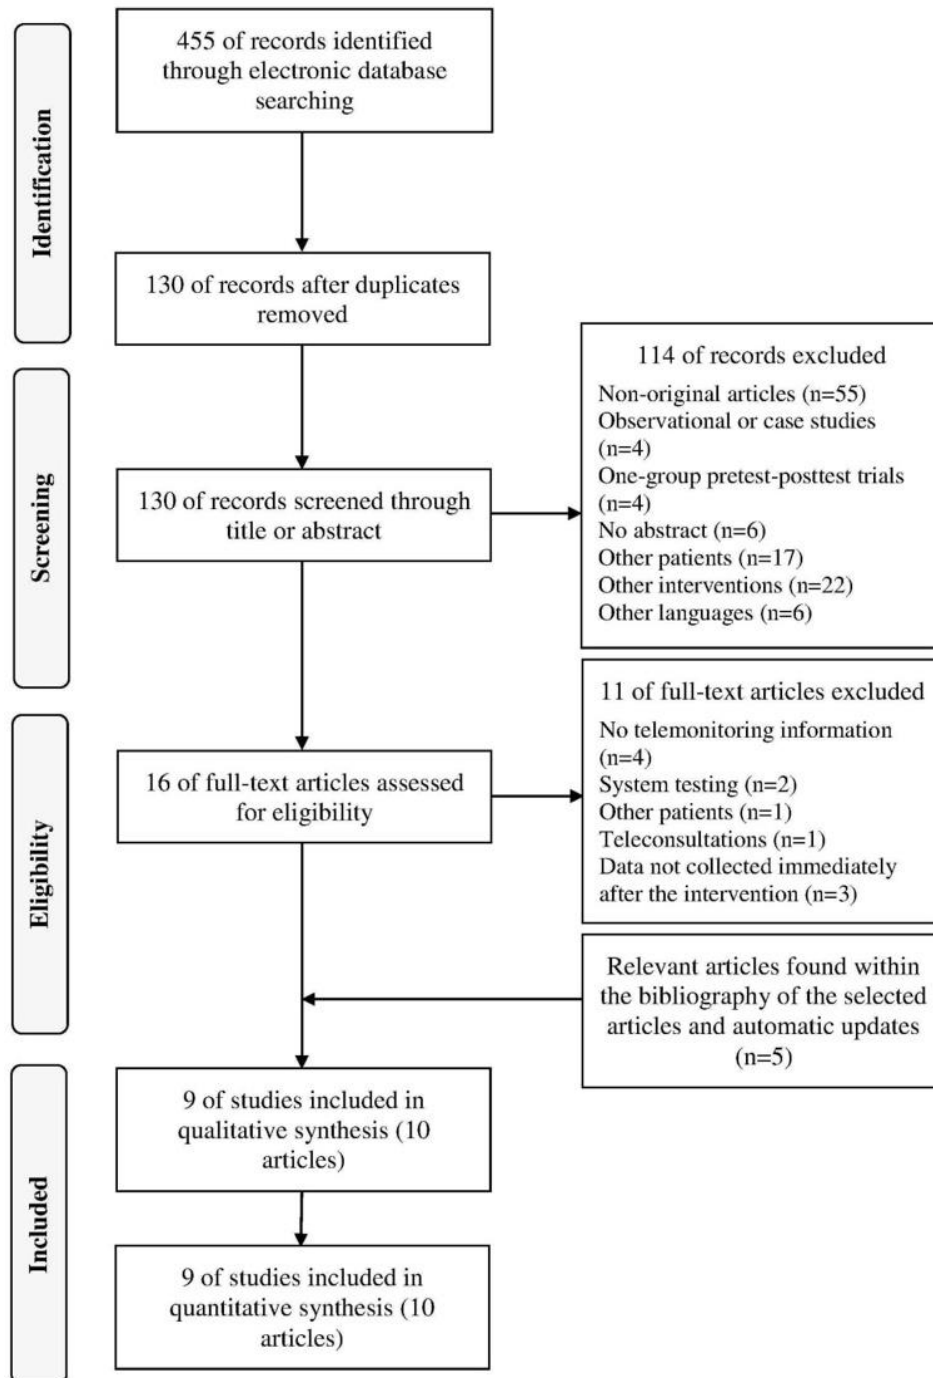 Identification
455 of records identified
through electronic database
searching
130 of records after duplicates
removed
Screening
130 of records screened through
title or abstract
114 of records excluded
Non-original articles (n=55)
Observational or case studies
(n=4)
One-group pretest-posttest trials
(n=4)
No abstract (n=6)
Other patients (n=17)
Other interventions (n=22)
Other languages (n=6)
Eligibility
16 of full-text articles assessed
for eligibility
11 of full-text articles excluded
No telemonitoring information
(n=4)
System testing (n=2)
Other patients (n=1)
Teleconsultations (n=1)
Data not collected immediately
after the intervention (n=3)
Relevant articles found within
the bibliography of the selected
articles and automatic updates
(n=5)
Included
9 of studies included in
qualitative synthesis (10
articles)
9 of studies included in
quantitative synthesis (10
articles)